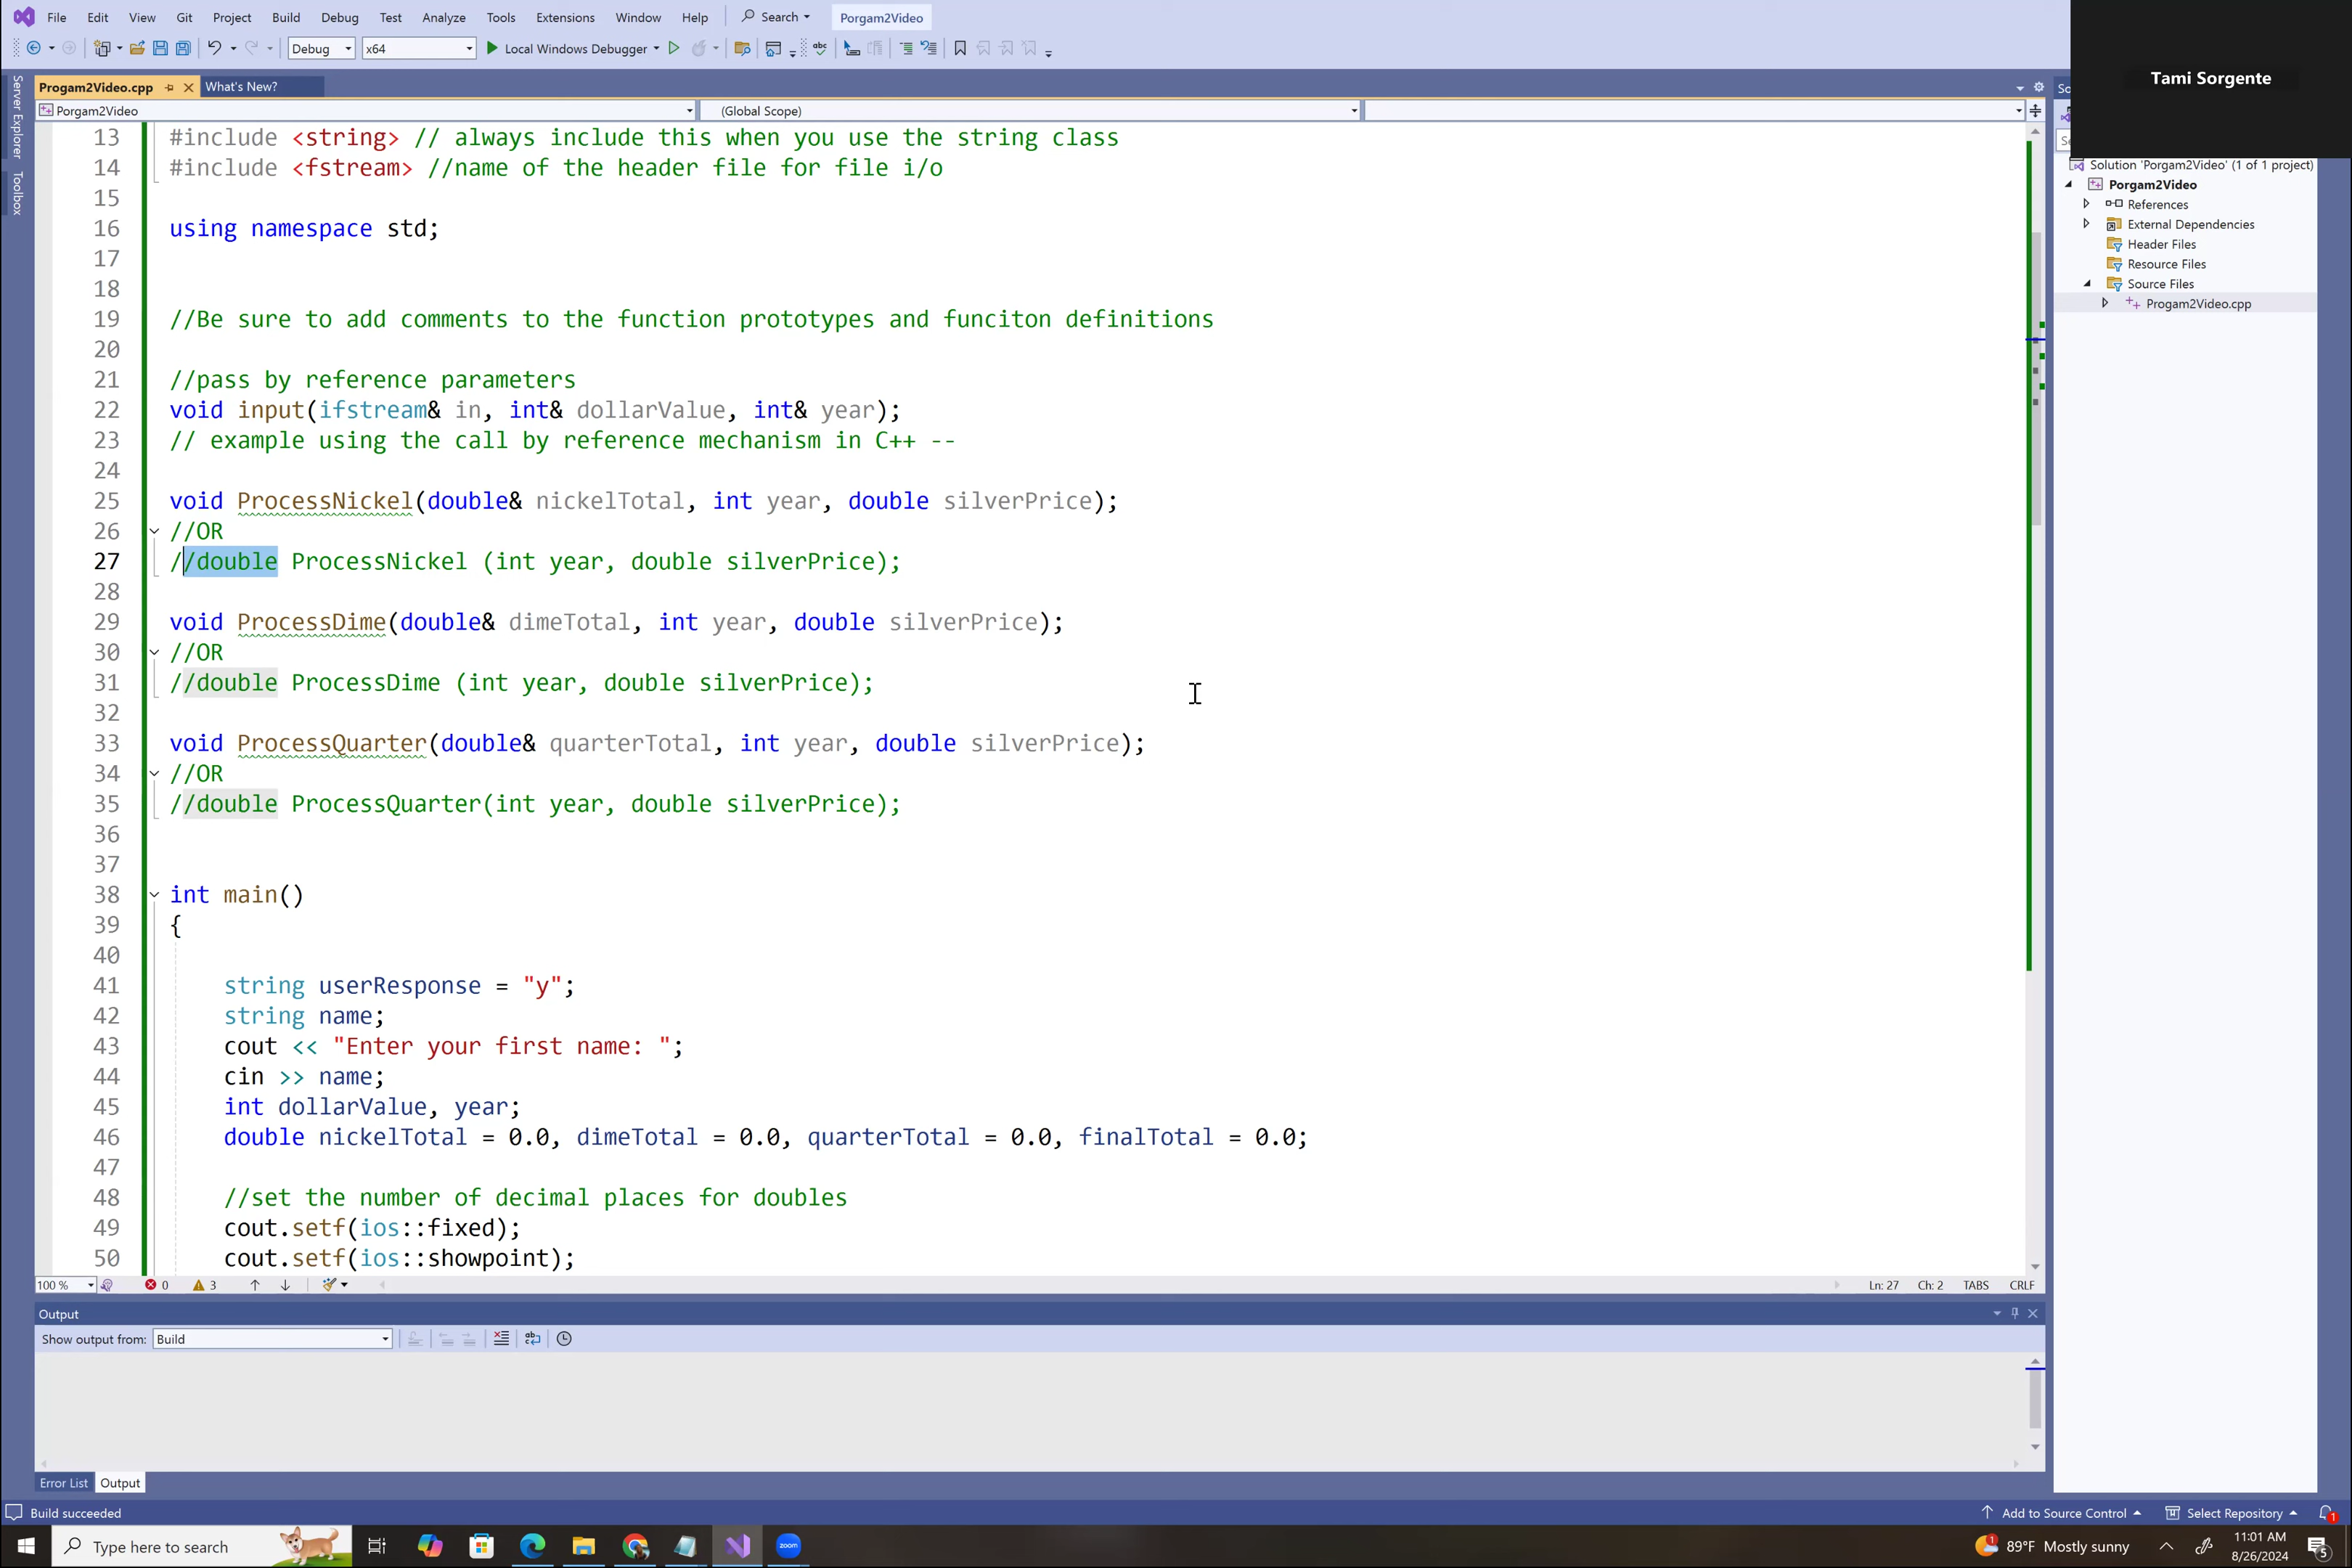 File Edit View Git Project Build Debug Test Analyze Tools Extensions Window Help Search Porgam2Video
Debug x64 Local Windows Debugger
Tami Sorgente
Server Explorer
Toolbox
Progam2Video.cpp What's New?
Porgam2Video (Global Scope)
13 #include <string> // always include this when you use the string class
14 #include <fstream> //name of the header file for file i/o
15
16 using namespace std;
17
18
19 //Be sure to add comments to the function prototypes and funciton definitions
20
21 //pass by reference parameters
22 void input(ifstream& in, int& dollarValue, int& year);
23 // example using the call by reference mechanism in C++ --
24
25 void ProcessNickel(double& nickelTotal, int year, double silverPrice);
26 //OR
27 //double ProcessNickel (int year, double silverPrice);
28
29 void ProcessDime(double& dimeTotal, int year, double silverPrice);
30 //OR
31 //double ProcessDime (int year, double silverPrice);
32
33 void ProcessQuarter(double& quarterTotal, int year, double silverPrice);
34 //OR
35 //double ProcessQuarter(int year, double silverPrice);
36
37
38 int main()
39 {
40
41 string userResponse = "y";
42 string name;
43 cout << "Enter your first name: ";
44 cin >> name;
45 int dollarValue, year;
46 double nickelTotal = 0.0, dimeTotal = 0.0, quarterTotal = 0.0, finalTotal = 0.0;
47
48 //set the number of decimal places for doubles
49 cout.setf(ios::fixed);
50 cout.setf(ios::showpoint);
100 % 0 3 Ln: 27 Ch: 2 TABS CRLF
Solution 'Porgam2Video' (1 of 1 project)
Porgam2Video
References
External Dependencies
Header Files
Resource Files
Source Files
Progam2Video.cpp
Output
Show output from: Build
Error List Output
Build succeeded Add to Source Control Select Repository 1
Type here to search zoom 1 89°F Mostly sunny 11:01 AM 5
8/26/2024